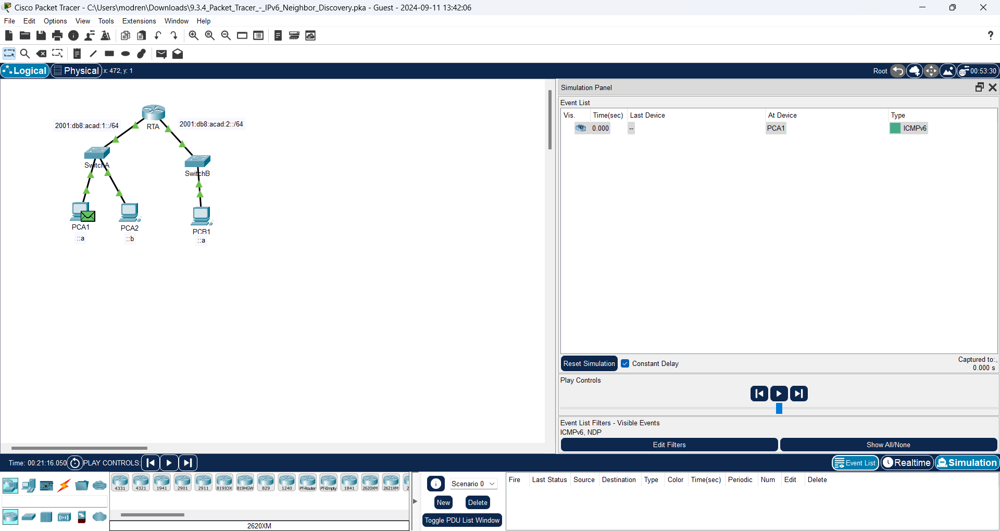 Cisco Packet Tracer - C:\Users\modren\Downloads\9.3.4_Packet_Tracer_-_IPv6_Neighbor_Discovery.pka - Guest - 2024-09-11 13:42:06
File Edit Options View Tools Extensions Window Help
?
Logical Physical x: 472, y: 1 Root 00:53:30
Simulation Panel
Event List
Vis. Time(sec) Last Device At Device Type
0.000 -- PCA1 ICMPv6
2001:db8:acad:1::/64 RTA 2001:db8:acad:2::/64
SwitchA
SwitchB
PCA1 PCA2 PCB1
::a ::b ::a
Reset Simulation Constant Delay Captured to:
0.000 s
Play Controls
Event List Filters - Visible Events
ICMPv6, NDP
Edit Filters Show All/None
Time: 00:21:16.050 PLAY CONTROLS: Event List Realtime Simulation
4331 4321 1941 2901 2911 819IOX 819HGW 829 1240 PT-Router PT-Empty 1841 2620XM 2621XM 2
2620XM
Scenario 0
New Delete
Toggle PDU List Window
Fire Last Status Source Destination Type Color Time(sec) Periodic Num Edit Delete